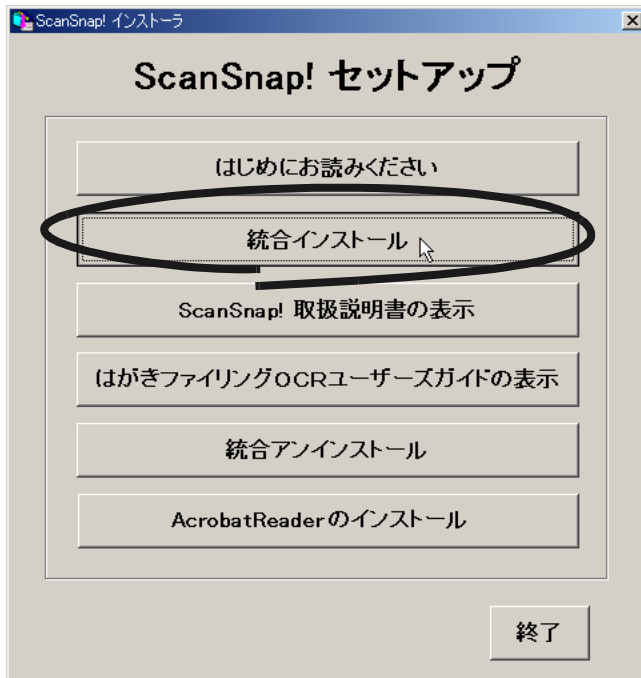 ScanSnap! インストーラ
ScanSnap! セットアップ
はじめにお読みください
統合インストール
ScanSnap! 取扱説明書の表示
はがきファイリングOCRユーザーズガイドの表示
統合アンインストール
AcrobatReaderのインストール
終了